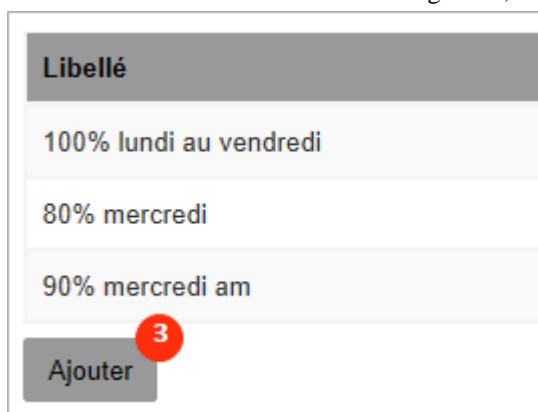 Libellé
100% lundi au vendredi
80% mercredi
90% mercredi am
3
Ajouter